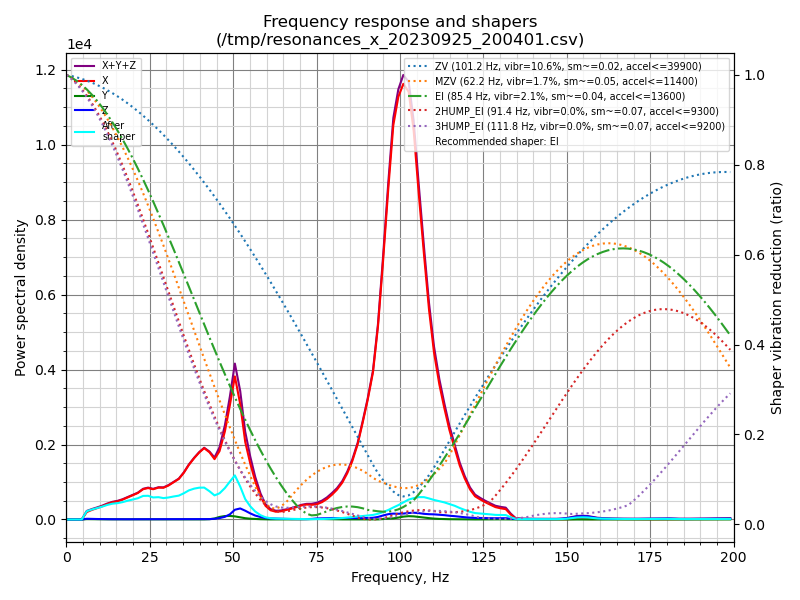 Frequency response and shapers
(/tmp/resonances_x_20230925_200401.csv)
1e4
X+Y+Z
X
Y
Z
After
shaper
ZV (101.2 Hz, vibr=10.6%, sm~=0.02, accel<=39900)
MZV (62.2 Hz, vibr=1.7%, sm~=0.05, accel<=11400)
EI (85.4 Hz, vibr=2.1%, sm~=0.04, accel<=13600)
2HUMP_EI (91.4 Hz, vibr=0.0%, sm~=0.07, accel<=9300)
3HUMP_EI (111.8 Hz, vibr=0.0%, sm~=0.07, accel<=9200)
Recommended shaper: EI
Power spectral density
1.2
1.0
0.8
0.6
0.4
0.2
0.0
1.0
0.8
0.6
0.4
0.2
0.0
Shaper vibration reduction (ratio)
0 25 50 75 100 125 150 175 200
Frequency, Hz